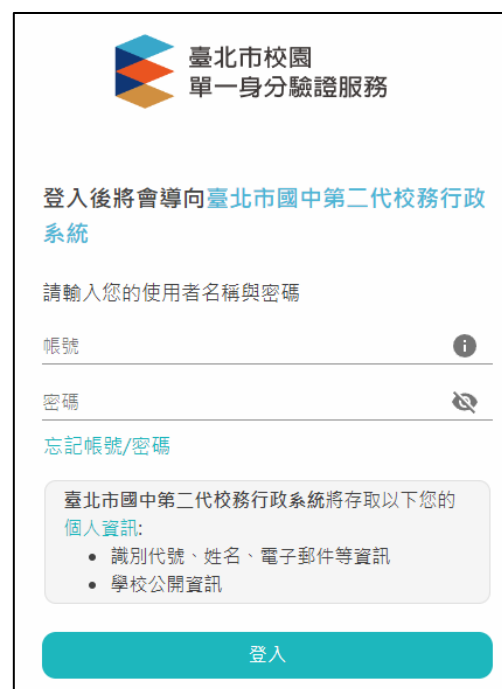 臺北市校園
單一身分驗證服務
登入後將會導向臺北市國中第二代校務行政
系統
請輸入您的使用者名稱與密碼
帳號
密碼
忘記帳號/密碼
臺北市國中第二代校務行政系統將存取以下您的
個人資訊:
• 識別代號、姓名、電子郵件等資訊
• 學校公開資訊
登入